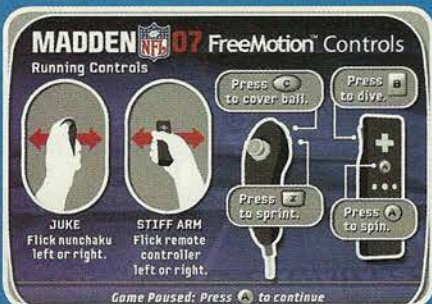 MADDEN NFL 07 FreeMotion™ Controls
Running Controls
Press C
to cover ball.
Press B
to dive.
Press Z
to sprint.
Press A
to spin.
JUKE
Flick nunchaku
left or right.
STIFF ARM
Flick remote
controller
left or right.
Game Paused: Press A to continue